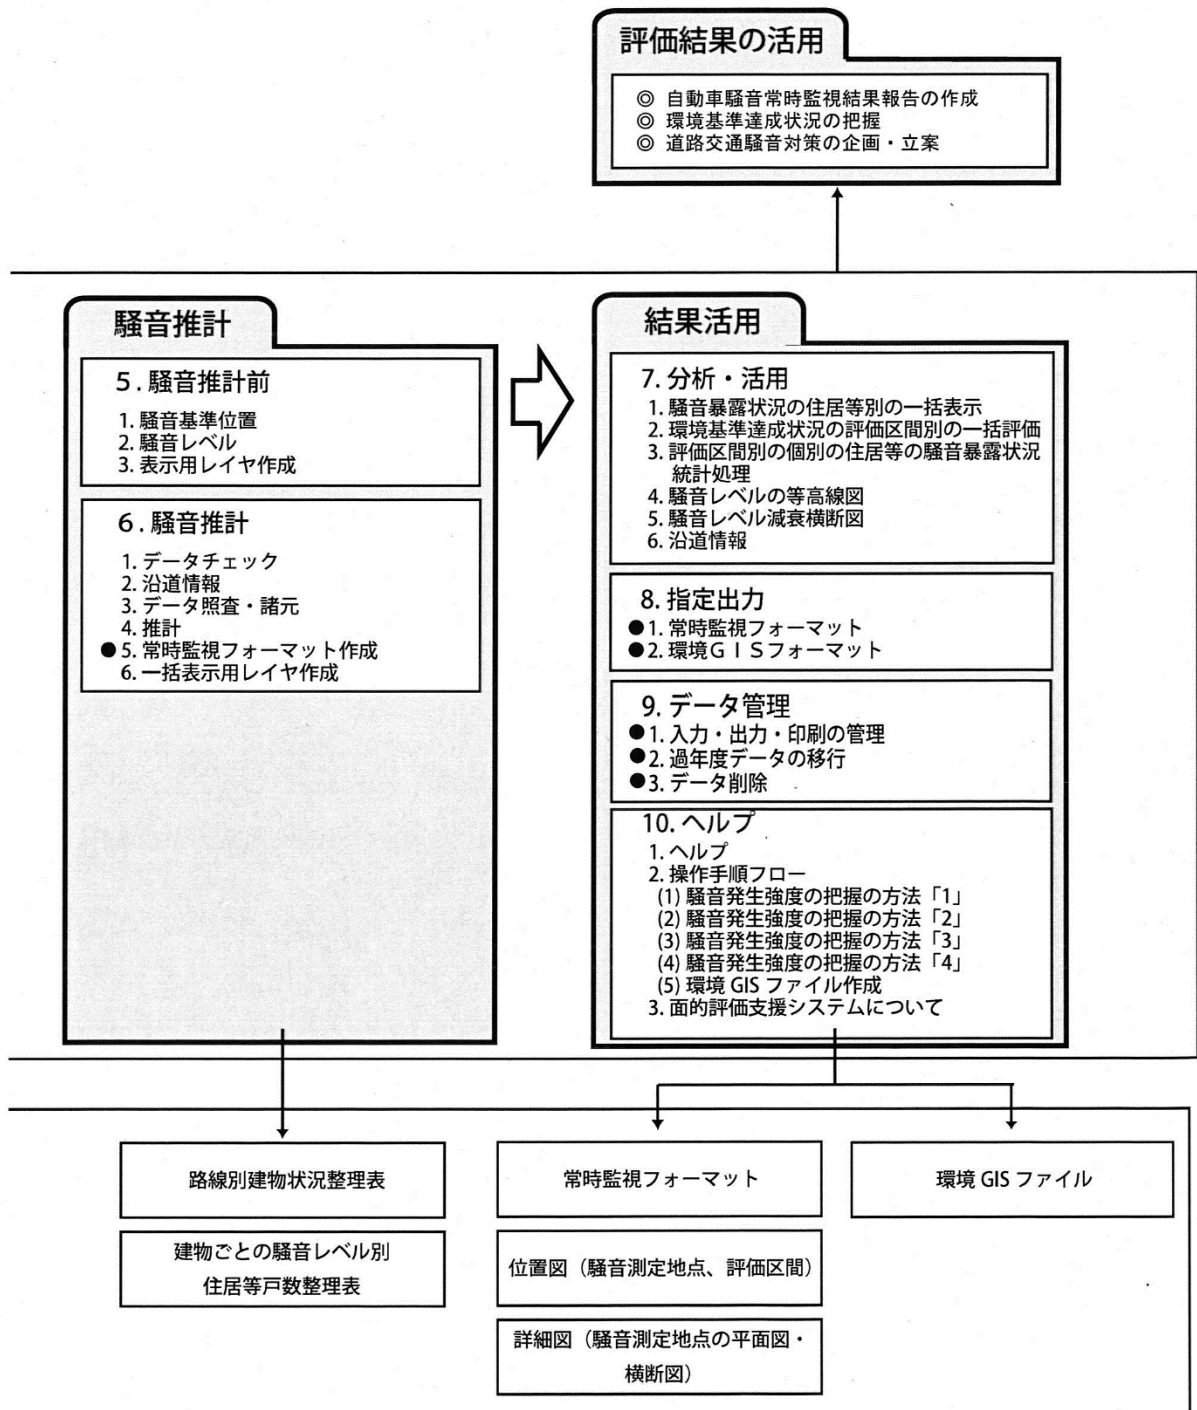 評価結果の活用
◎ 自動車騒音常時監視結果報告の作成
◎ 環境基準達成状況の把握
◎ 道路交通騒音対策の企画・立案
騒音推計
5. 騒音推計前
1. 騒音基準位置
2. 騒音レベル
3. 表示用レイヤ作成
6. 騒音推計
1. データチェック
2. 沿道情報
3. データ照査・諸元
4. 推計
●5. 常時監視フォーマット作成
6. 一括表示用レイヤ作成
結果活用
7. 分析・活用
1. 騒音暴露状況の住居等別の一括表示
2. 環境基準達成状況の評価区間別の一括評価
3. 評価区間別の個別の住居等の騒音暴露状況
統計処理
4. 騒音レベルの等高線図
5. 騒音レベル減衰横断図
6. 沿道情報
8. 指定出力
●1. 常時監視フォーマット
●2. 環境ＧＩＳフォーマット
9. データ管理
●1. 入力・出力・印刷の管理
●2. 過年度データの移行
●3. データ削除
10. ヘルプ
1. ヘルプ
2. 操作手順フロー
(1) 騒音発生強度の把握の方法「1」
(2) 騒音発生強度の把握の方法「2」
(3) 騒音発生強度の把握の方法「3」
(4) 騒音発生強度の把握の方法「4」
(5) 環境 GIS ファイル作成
3. 面的評価支援システムについて
路線別建物状況整理表
建物ごとの騒音レベル別
住居等戸数整理表
常時監視フォーマット
位置図（騒音測定地点、評価区間）
詳細図（騒音測定地点の平面図・
横断図）
環境 GIS ファイル